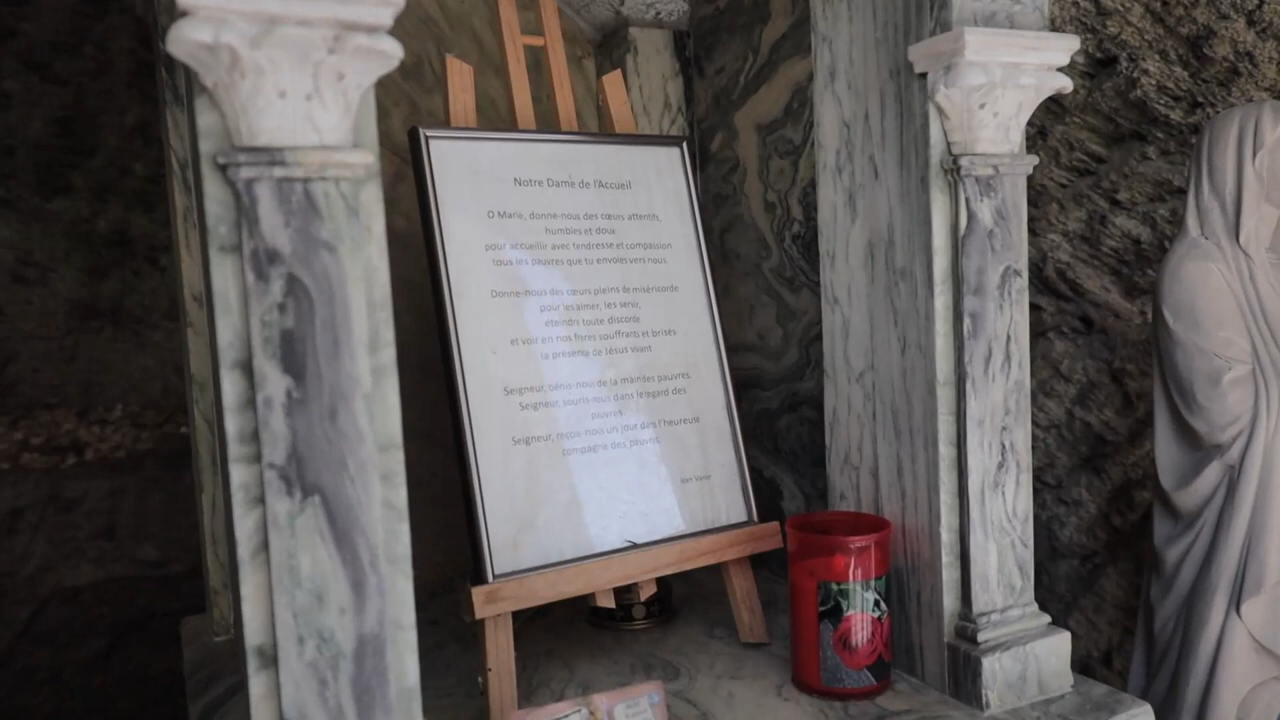 Notre Dame de l'Accueil
O Marie, donne-nous des cœurs attentifs,
humbles et doux
pour accueillir avec tendresse et compassion
tous les pauvres que tu envoies vers nous.
Donne-nous des cœurs pleins de miséricorde
pour les aimer, les servir,
éteindre toute discorde
et voir en nos frères souffrants et brisés
la présence de Jésus vivant
Seigneur, bénis-nous de la main des pauvres.
Seigneur, souris-nous dans le regard des
pauvres.
Seigneur, reçois-nous un jour dans l'heureuse
compagnie des pauvres.
Jean Vanier